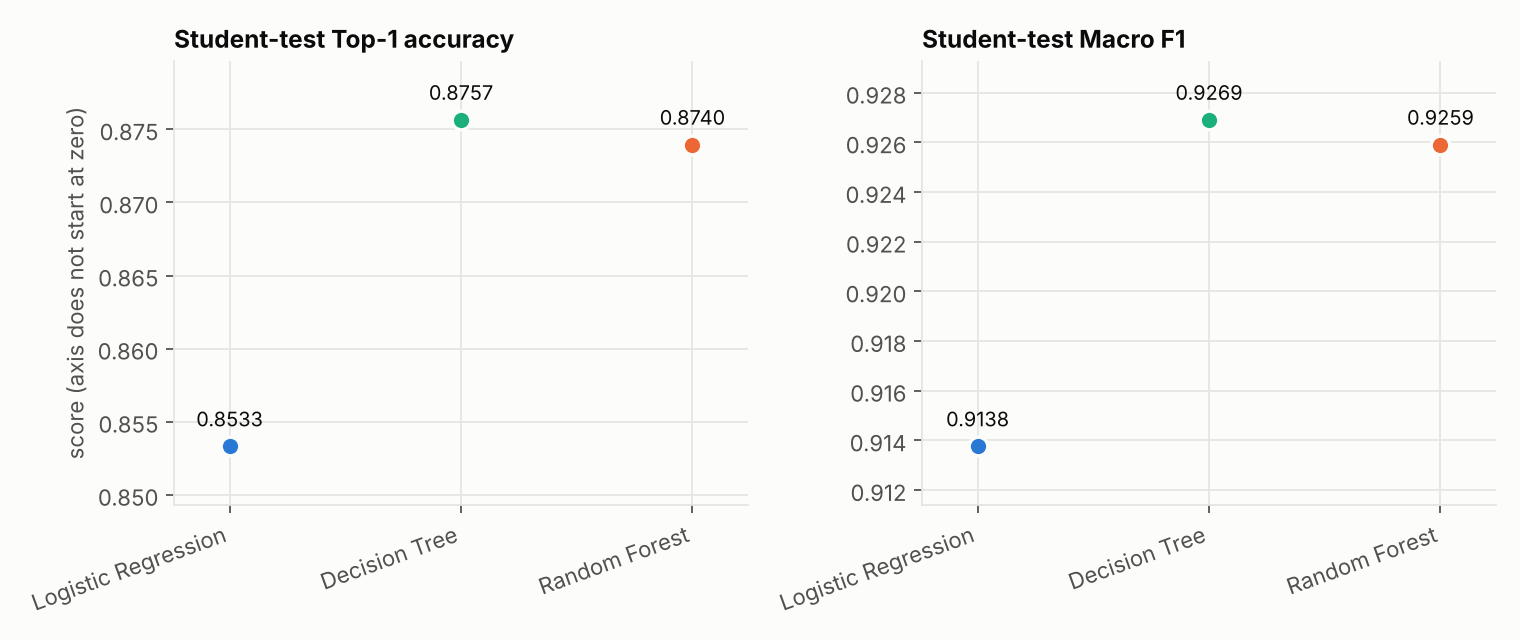 Student-test Top-1 accuracy
score (axis does not start at zero)
0.875
0.870
0.865
0.860
0.855
0.850
0.8533
0.8757
0.8740
Logistic Regression
Decision Tree
Random Forest
Student-test Macro F1
0.928
0.926
0.924
0.922
0.920
0.918
0.916
0.914
0.912
0.9138
0.9269
0.9259
Logistic Regression
Decision Tree
Random Forest